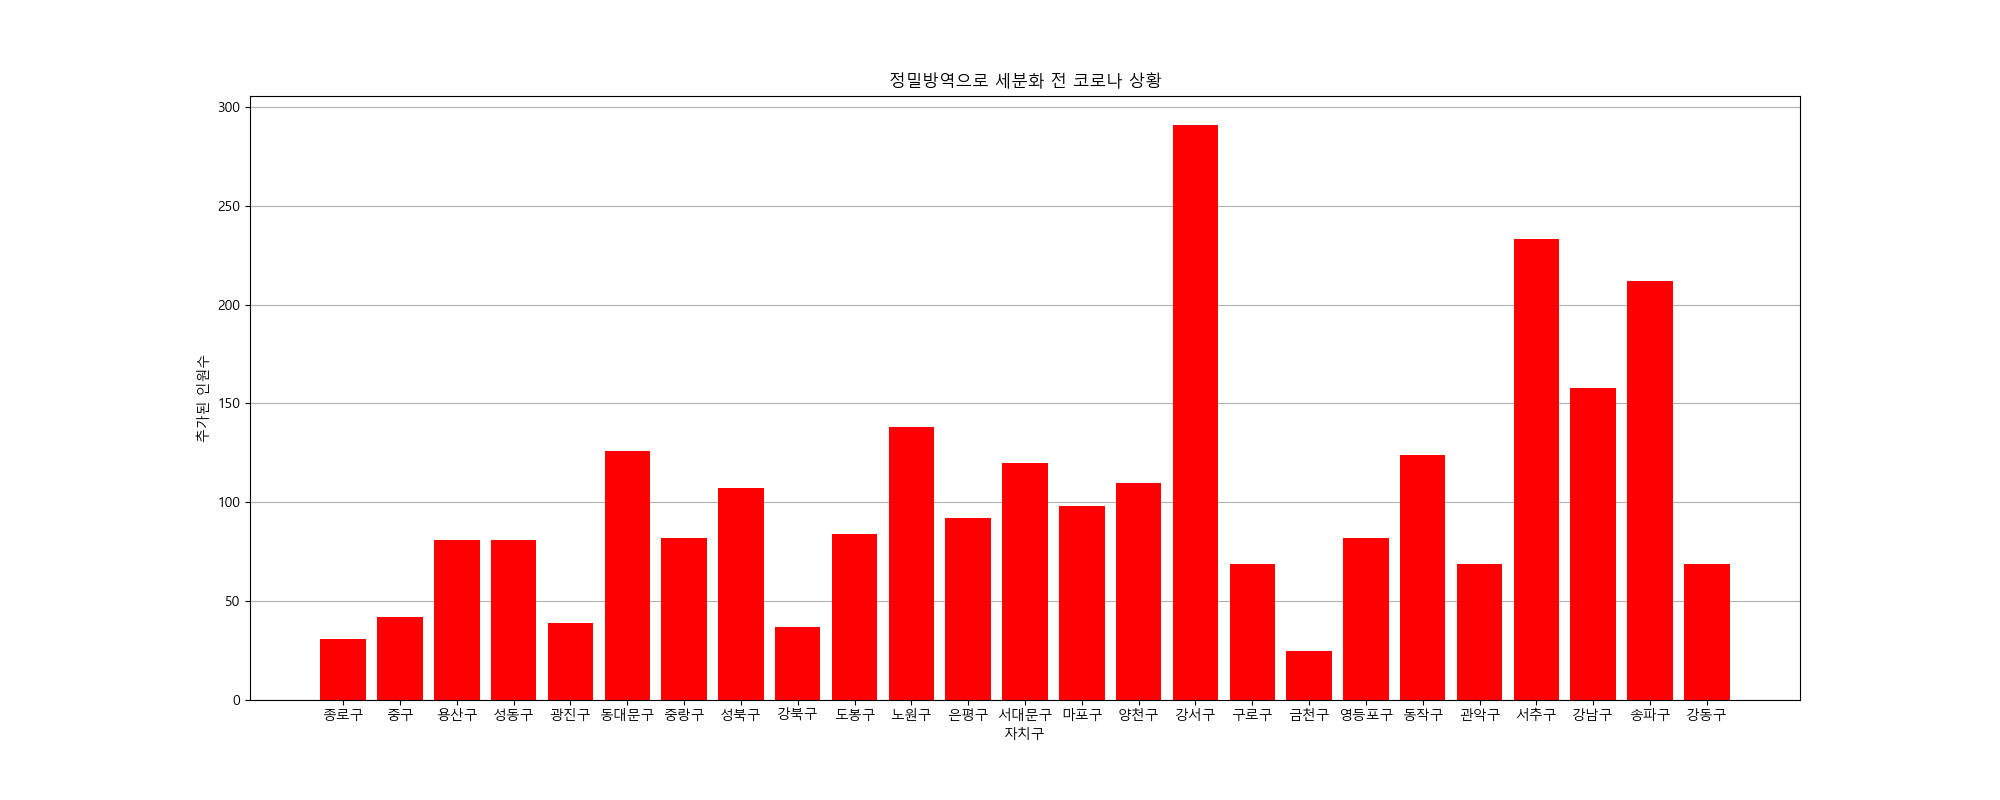 정밀방역으로 세분화 전 코로나 상황
추가된 인원수
300
250
200
150
100
50
0
종로구 중구 용산구 성동구 광진구 동대문구 중랑구 성북구 강북구 도봉구 노원구 은평구 서대문구 마포구 양천구 강서구 구로구 금천구 영등포구 동작구 관악구 서추구 강남구 송파구 강동구
자치구